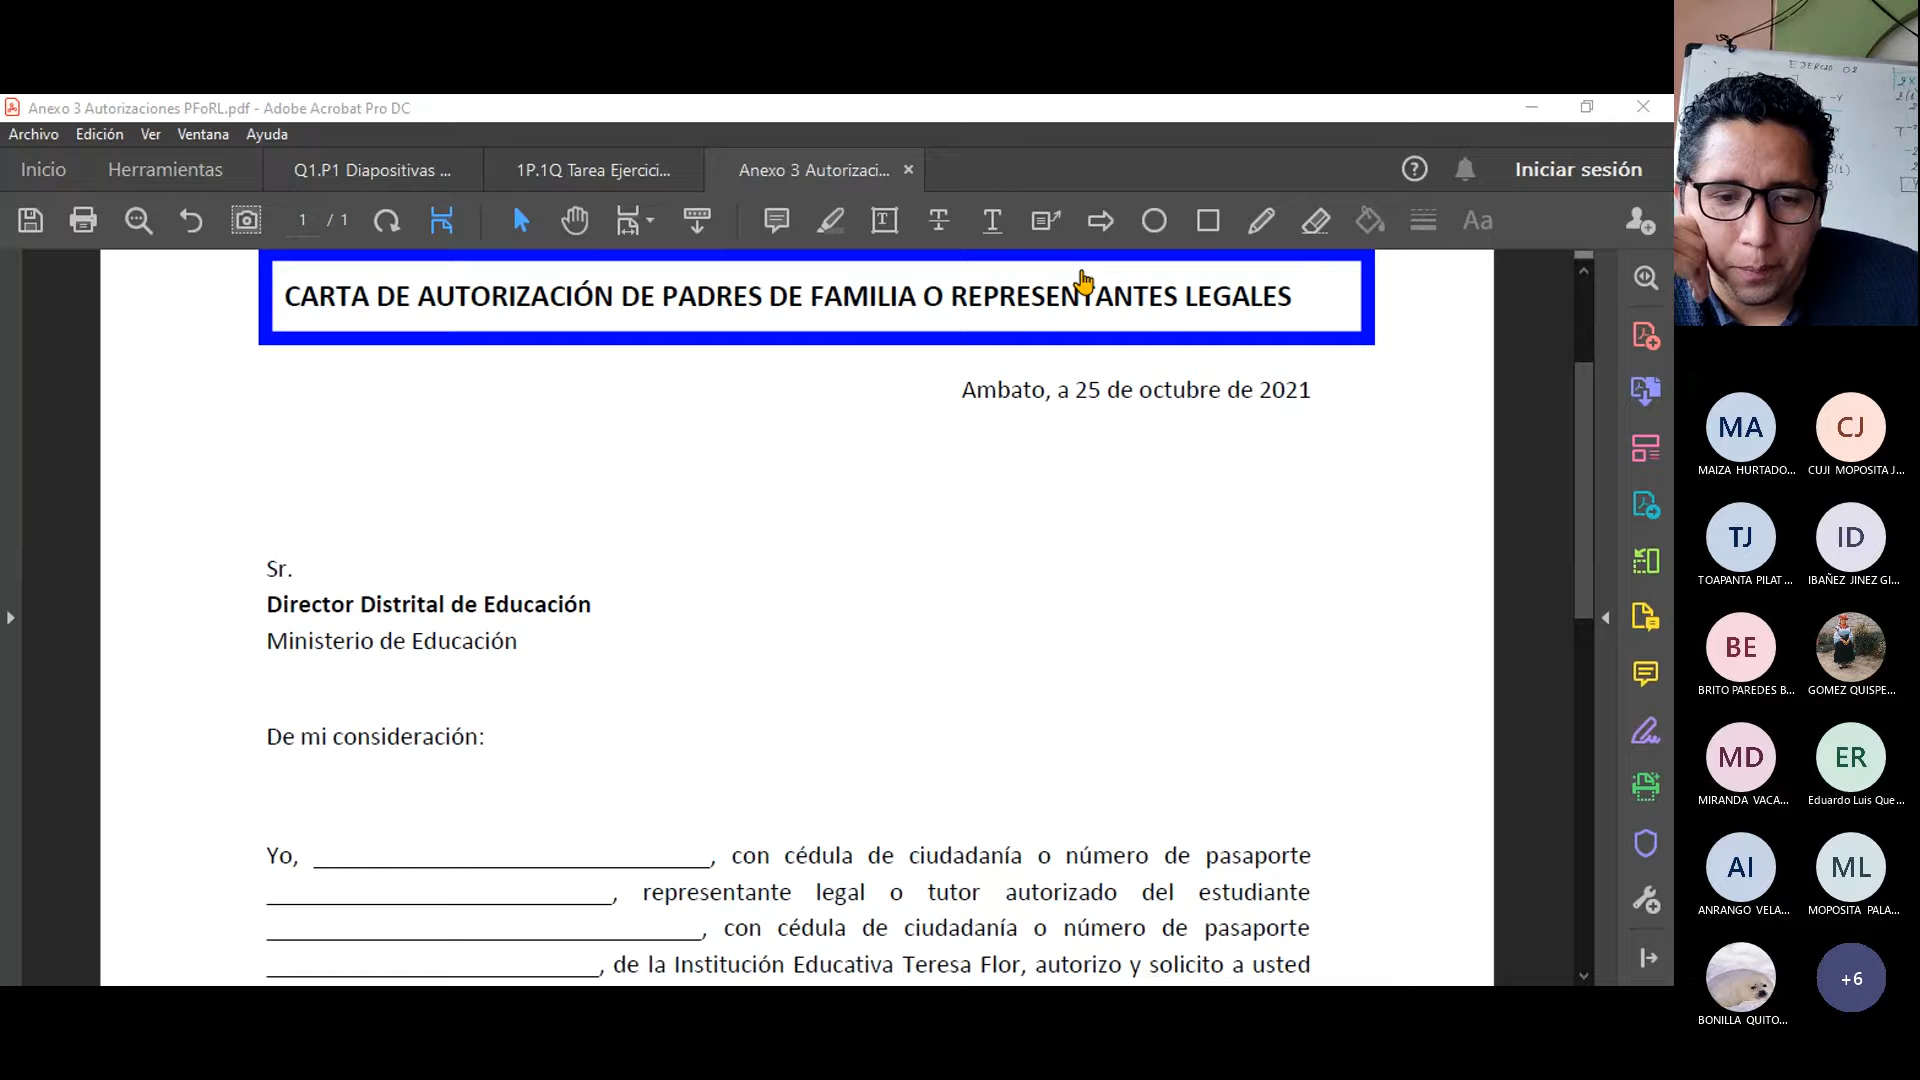 Anexo 3 Autorizaciones PFoRL.pdf - Adobe Acrobat Pro DC
Archivo Edición Ver Ventana Ayuda
Inicio Herramientas Q1.P1 Diapositivas ... 1P.1Q Tarea Ejercici... Anexo 3 Autorizaci... Iniciar sesión
1 / 1
Aa
CARTA DE AUTORIZACIÓN DE PADRES DE FAMILIA O REPRESENTANTES LEGALES
Ambato, a 25 de octubre de 2021
Sr.
Director Distrital de Educación
Ministerio de Educación
De mi consideración:
Yo, ______________________________, con cédula de ciudadanía o número de pasaporte
__________________________, representante legal o tutor autorizado del estudiante
_________________________________, con cédula de ciudadanía o número de pasaporte
_________________________, de la Institución Educativa Teresa Flor, autorizo y solicito a usted
EJERCICIO 02
MA CJ
MAIZA HURTADO... CUJI MOPOSITA J...
TJ ID
TOAPANTA PILAT... IBAÑEZ JINEZ GI...
BE
BRITO PAREDES B... GOMEZ QUISPE...
MD ER
MIRANDA VACA... Eduardo Luis Que...
AI ML
ANRANGO VELA... MOPOSITA PALA...
+6
BONILLA QUITO...